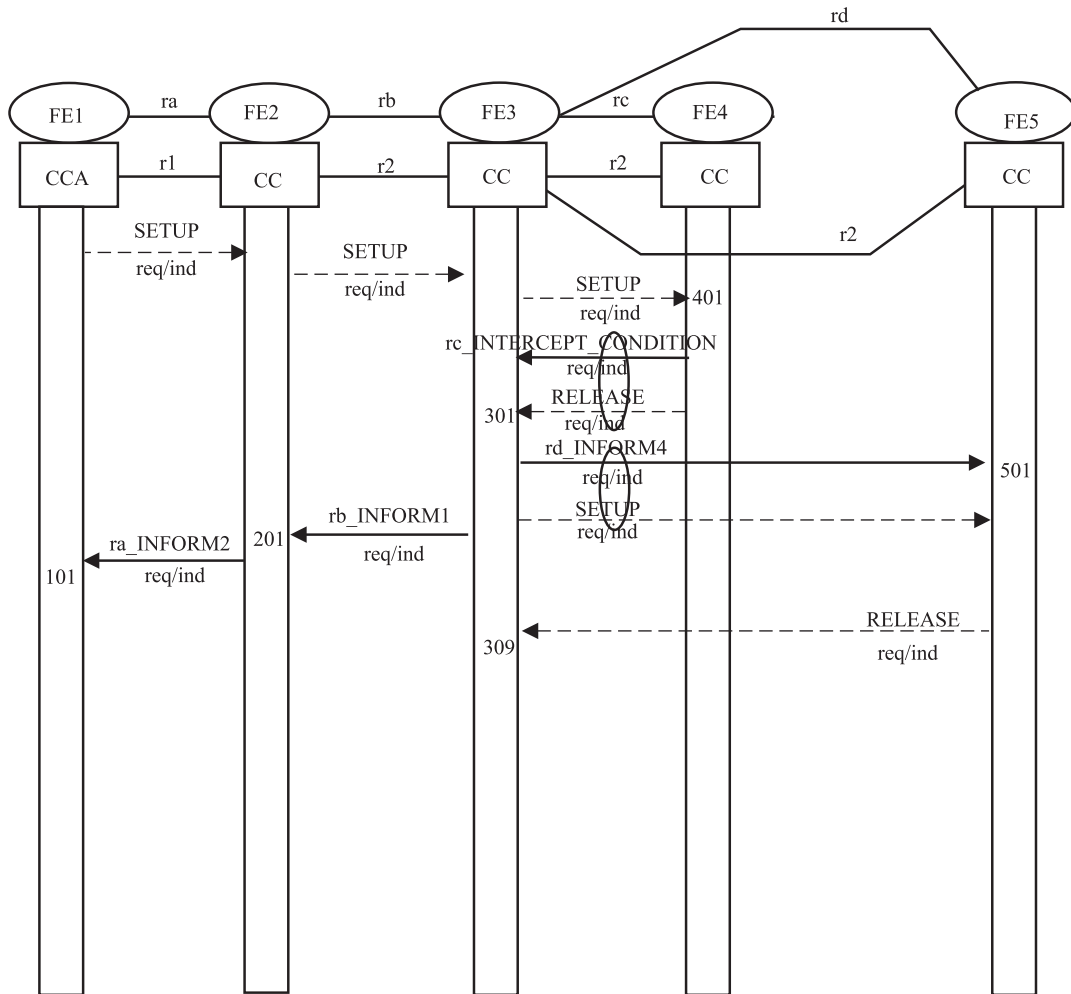 rd
FE1 ra FE2 rb FE3 rc FE4 FE5
CCA r1 CC r2 CC r2 CC CC
r2
SETUP
req/ind
SETUP
req/ind
SETUP
req/ind
401
rc_INTERCEPT_CONDITION
req/ind
RELEASE
req/ind
301
rd_INFORM4
req/ind
501
SETUP
req/ind
rb_INFORM1
req/ind
201
ra_INFORM2
req/ind
101
RELEASE
req/ind
309